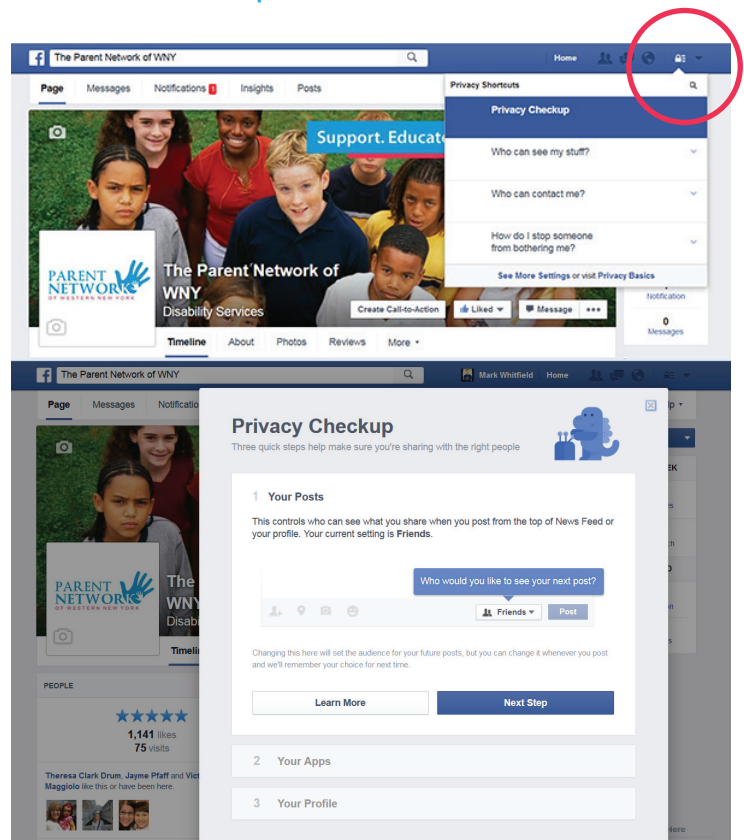 The Parent Network of WNY
Home
Page Messages Notifications 1 Insights Posts
Privacy Shortcuts
Privacy Checkup
Who can see my stuff?
Who can contact me?
How do I stop someone
from bothering me?
See More Settings or visit Privacy Basics
Support. Educate
PARENT
NETWORK
OF WESTERN NEW YORK
The Parent Network of
WNY
Disability Services
Create Call-to-Action Liked Message
Notification
0
Messages
Timeline About Photos Reviews More
The Parent Network of WNY
Mark Whitfield Home
Page Messages Notificatio
lp
EK
Privacy Checkup
Three quick steps help make sure you're sharing with the right people
1 Your Posts
This controls who can see what you share when you post from the top of News Feed or
your profile. Your current setting is Friends.
Who would you like to see your next post?
Friends Post
Changing this here will set the audience for your future posts, but you can change it whenever you post
and we'll remember your choice for next time.
Learn More Next Step
2 Your Apps
3 Your Profile
PARENT
NETWORK
OF WESTERN NEW YORK
The
WNY
Disab
Timeli
PEOPLE
1,141 likes
75 visits
Theresa Clark Drum, Jayme Pfaff and Vict
Maggiolo like this or have been here.
Here